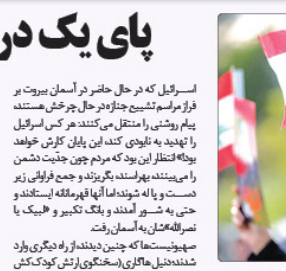 پای یک در
اسـرائیل که در حال حاضر در آسمان بیروت بر
فراز مراسم تشییع جنازه در حال چرخش هستند،
پیام روشنی را منتقل می‌کنند: هر کس اسرائیل
را تهدید به نابودی کند، این پایان کارش خواهد
بود!» انتظار این بود که مردم چون جدّیت دشمن
را می‌بینند، بهراسند، بگریزند و جمع فراوانی زیر
دست و پا له شوند؛ اما آنها قهرمانانه ایستادند و
حتی به شـور آمدند و بانگ تکبیر و «لبیک یا
نصرالله»شان به آسمان رفت.
صهیونیست‌ها که چنین دیدند، از راه دیگری وارد
شدند؛ دنیل هاگاری (سخنگوی ارتش کودک‌کش